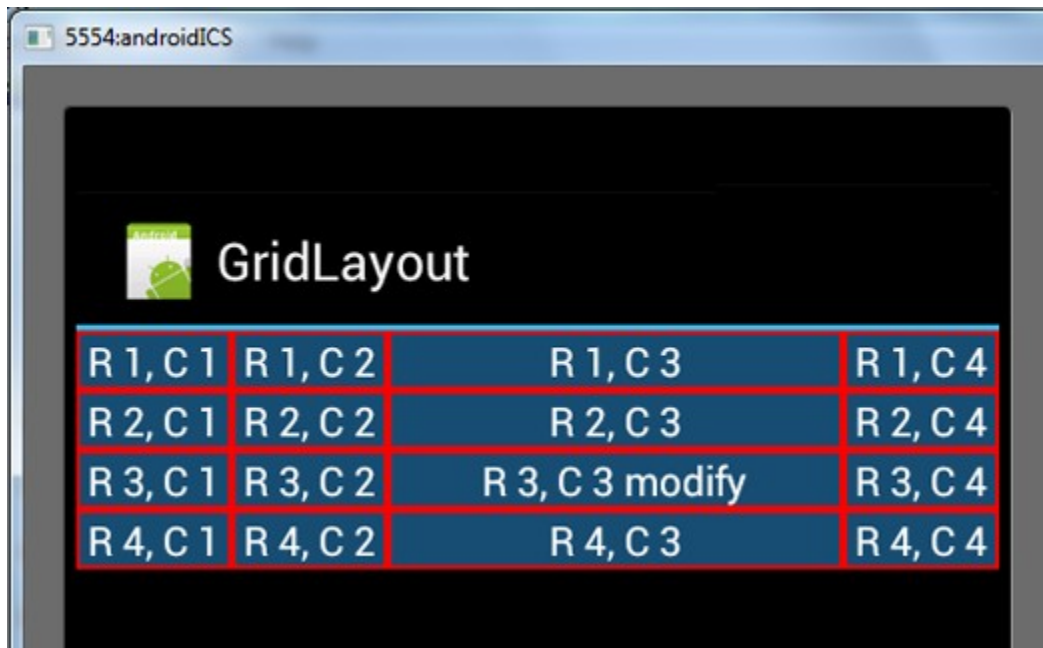 5554:androidICS
Android
GridLayout
R 1, C 1 R 1, C 2 R 1, C 3 R 1, C 4
R 2, C 1 R 2, C 2 R 2, C 3 R 2, C 4
R 3, C 1 R 3, C 2 R 3, C 3 modify R 3, C 4
R 4, C 1 R 4, C 2 R 4, C 3 R 4, C 4